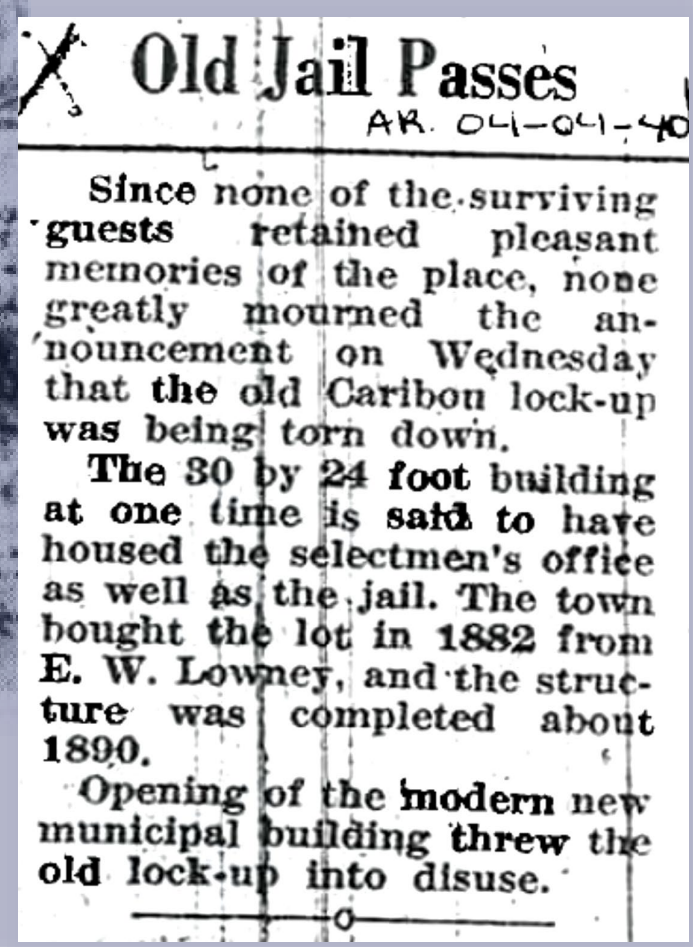 Old Jail Passes
AR. 04-04-40
Since none of the surviving
guests retained pleasant
memories of the place, none
greatly mourned the an-
nouncement on Wednesday
that the old Caribou lock-up
was being torn down.
The 30 by 24 foot building
at one time is said to have
housed the selectmen's office
as well as the jail. The town
bought the lot in 1882 from
E. W. Lowney, and the struc-
ture was completed about
1890.
Opening of the modern new
municipal building threw the
old lock-up into disuse.